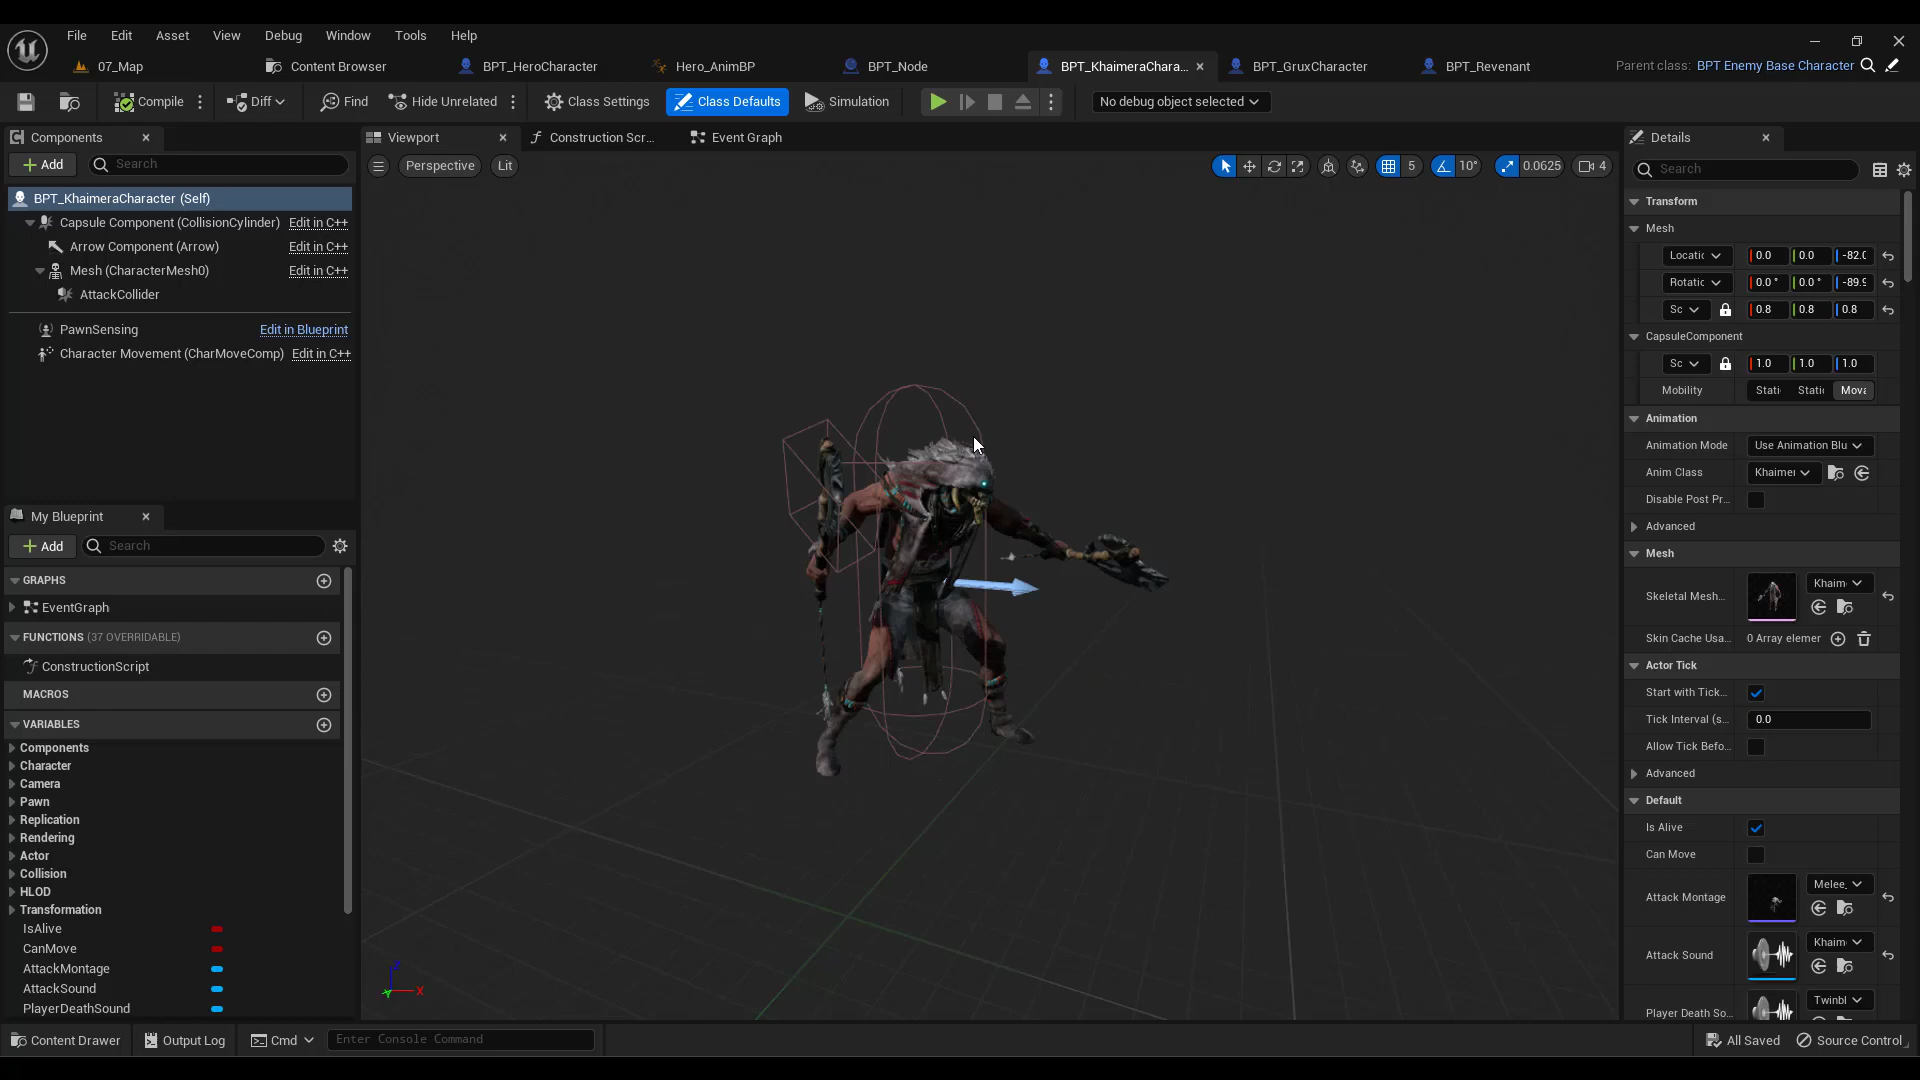 File Edit Asset View Debug Window Tools Help
07_Map Content Browser BPT_HeroCharacter Hero_AnimBP BPT_Node BPT_KhaimeraChara... BPT_GruxCharacter BPT_Revenant Parent class: BPT Enemy Base Character
Compile Diff Find Hide Unrelated Class Settings Class Defaults Simulation No debug object selected
Components Viewport Construction Scr... Event Graph Details
Add Search Perspective Lit 5 10° 0.0625 4 Search
BPT_KhaimeraCharacter (Self)
Capsule Component (CollisionCylinder) Edit in C++
Arrow Component (Arrow) Edit in C++
Mesh (CharacterMesh0) Edit in C++
AttackCollider
PawnSensing Edit in Blueprint
Character Movement (CharMoveComp) Edit in C++
My Blueprint
Add Search
GRAPHS
EventGraph
FUNCTIONS (37 OVERRIDABLE)
ConstructionScript
MACROS
VARIABLES
Components
Character
Camera
Pawn
Replication
Rendering
Actor
Collision
HLOD
Transformation
IsAlive
CanMove
AttackMontage
AttackSound
PlayerDeathSound
Z
Y X
Transform
Mesh
Locatic 0.0 0.0 -82.0
Rotatic 0.0 ° 0.0 ° -89.9
Sc 0.8 0.8 0.8
CapsuleComponent
Sc 1.0 1.0 1.0
Mobility Stati Static Mova
Animation
Animation Mode Use Animation Blu
Anim Class Khaimer
Disable Post Pr...
Advanced
Mesh
Skeletal Mesh... Khaim
Skin Cache Usa... 0 Array elemer
Actor Tick
Start with Tick...
Tick Interval (s... 0.0
Allow Tick Befo...
Advanced
Default
Is Alive
Can Move
Attack Montage Melee_
Attack Sound Khaim
Player Death So... Twinbl
Content Drawer Output Log Cmd Enter Console Command All Saved Source Control